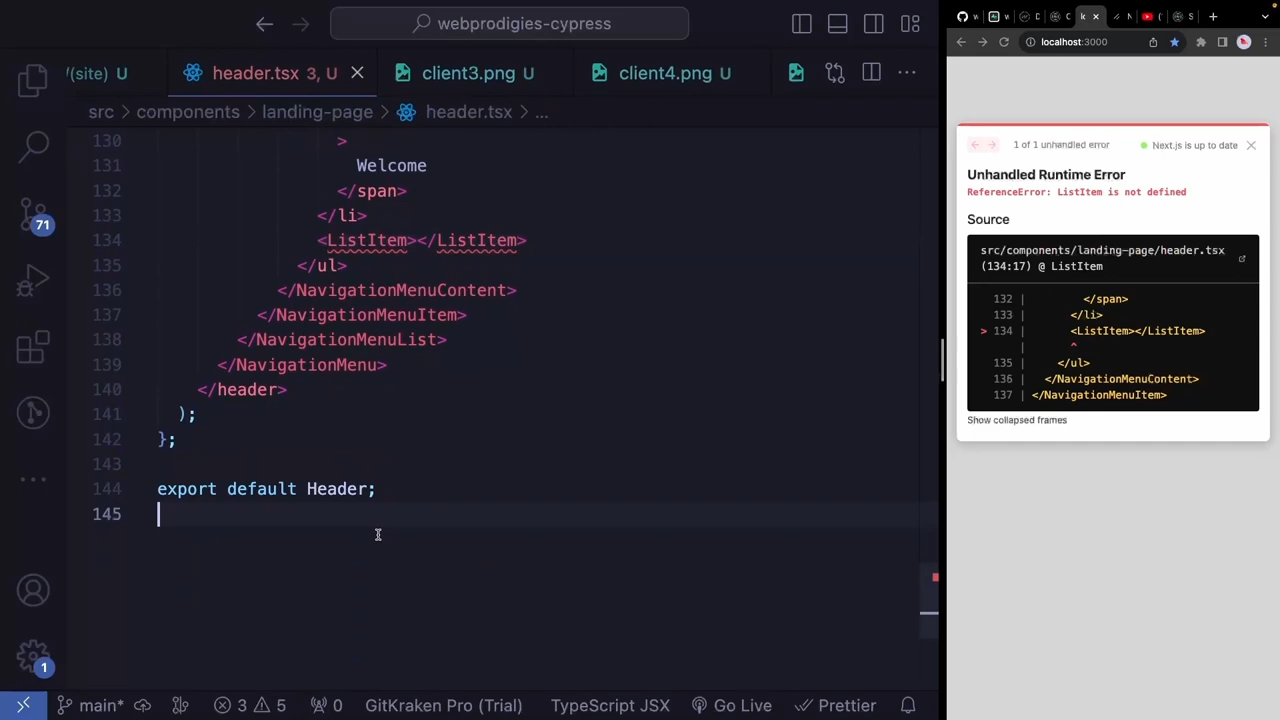 webprodigies-cypress
/(site) U
header.tsx 3, U
client3.png U
client4.png U
src > components > landing-page > header.tsx > ...
130 >
131 Welcome
132 </span>
133 </li>
134 <ListItem></ListItem>
135 </ul>
136 </NavigationMenuContent>
137 </NavigationMenuItem>
138 </NavigationMenuList>
139 </NavigationMenu>
140 </header>
141 );
142 };
143
144 export default Header;
145
71
1
main*
3 5
0
GitKraken Pro (Trial)
TypeScript JSX
Go Live
Prettier
localhost:3000
1 of 1 unhandled error
Next.js is up to date
Unhandled Runtime Error
ReferenceError: ListItem is not defined
Source
src/components/landing-page/header.tsx
(134:17) @ ListItem
132 | </span>
133 | </li>
> 134 | <ListItem></ListItem>
| ^
135 | </ul>
136 | </NavigationMenuContent>
137 | </NavigationMenuItem>
Show collapsed frames